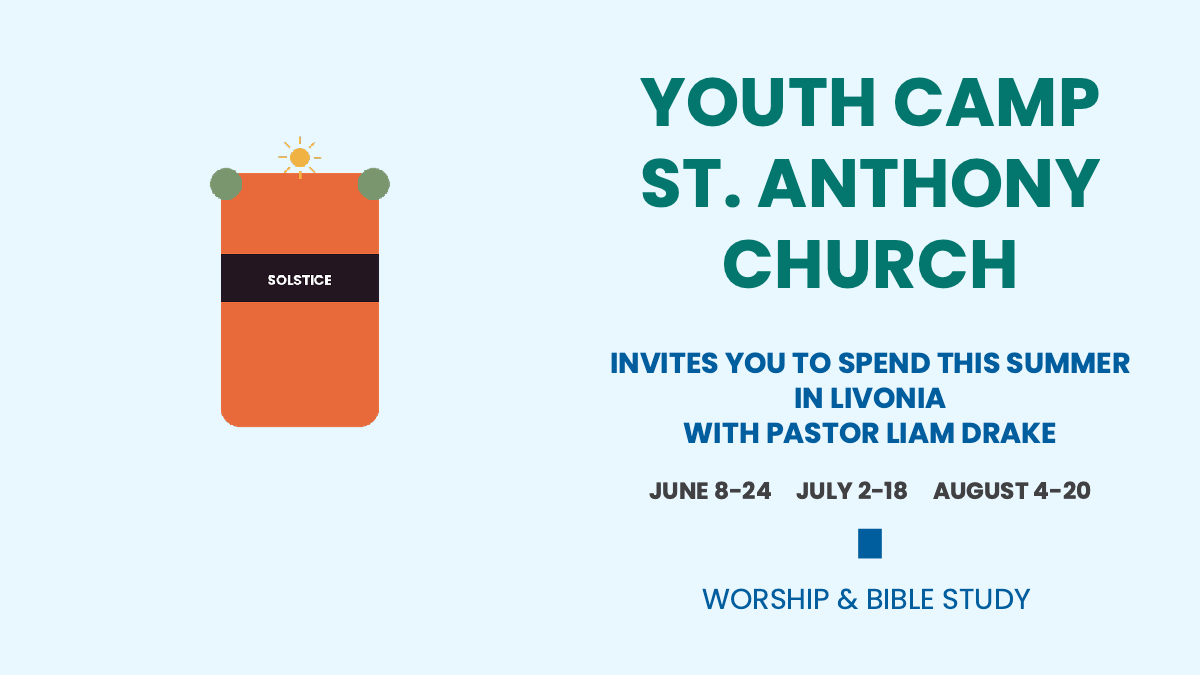 SOLSTICE
YOUTH CAMP
ST. ANTHONY
CHURCH
INVITES YOU TO SPEND THIS SUMMER
IN LIVONIA
WITH PASTOR LIAM DRAKE
JUNE 8-24 JULY 2-18 AUGUST 4-20
WORSHIP & BIBLE STUDY